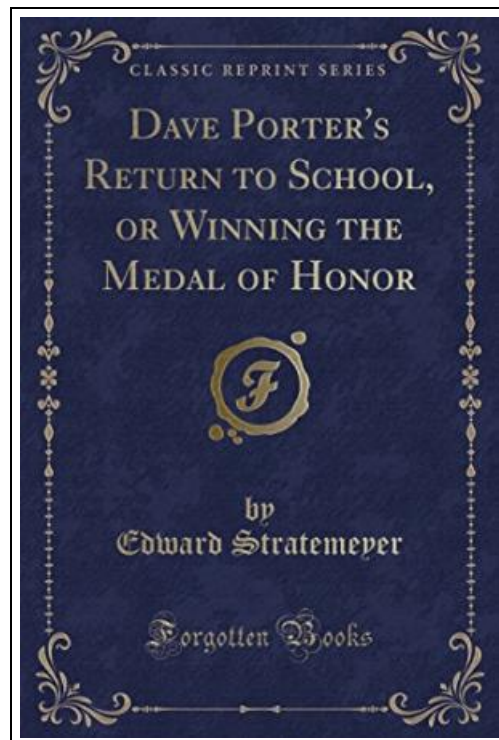 CLASSIC REPRINT SERIES
DAVE PORTER'S
RETURN TO SCHOOL,
OR WINNING THE
MEDAL OF HONOR
F
by
Edward Stratemeyer
Forgotten Books